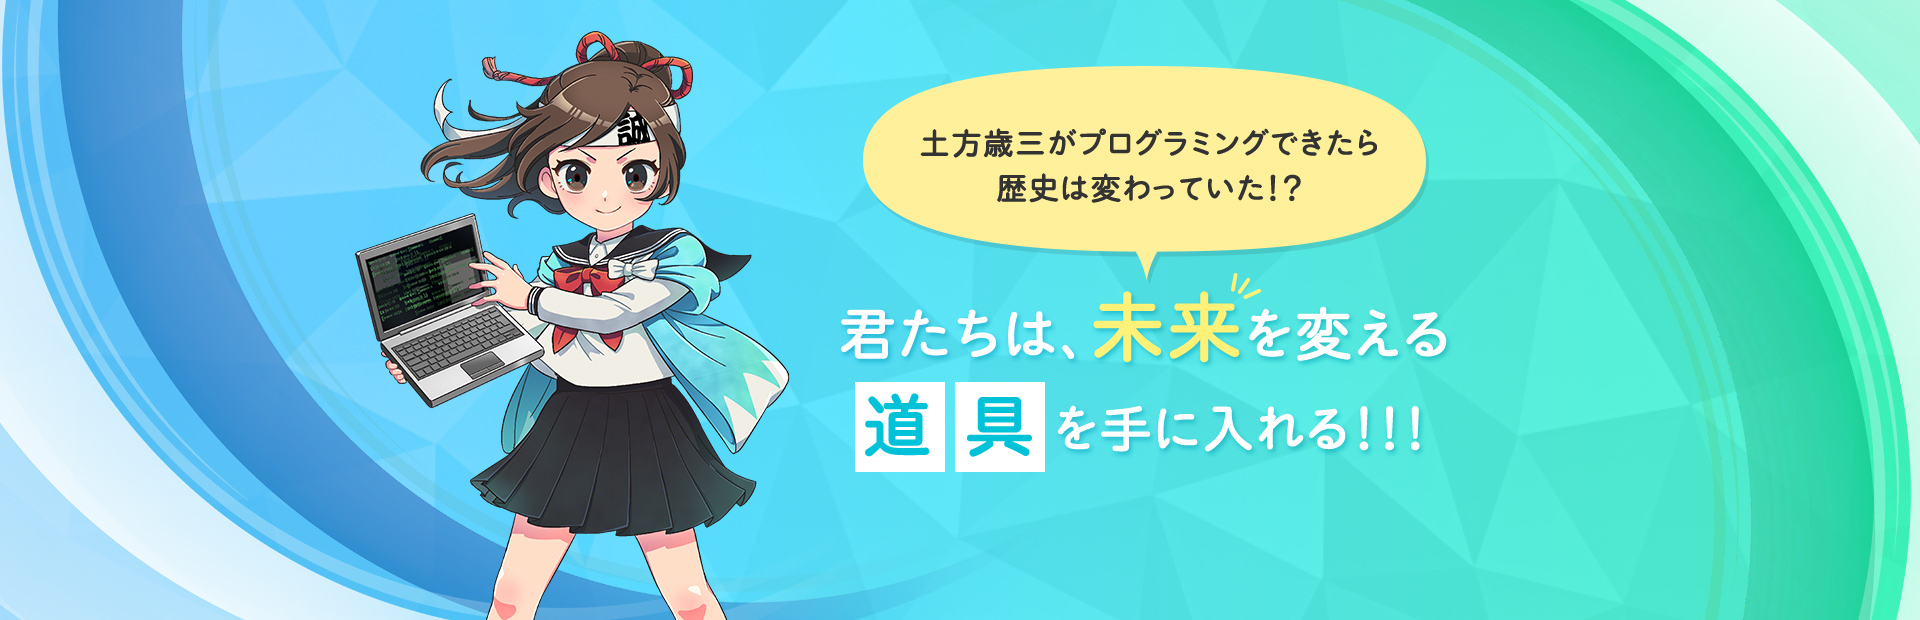 誠
土方歳三がプログラミングできたら
歴史は変わっていた!?
君たちは、未来を変える
道具を手に入れる!!!